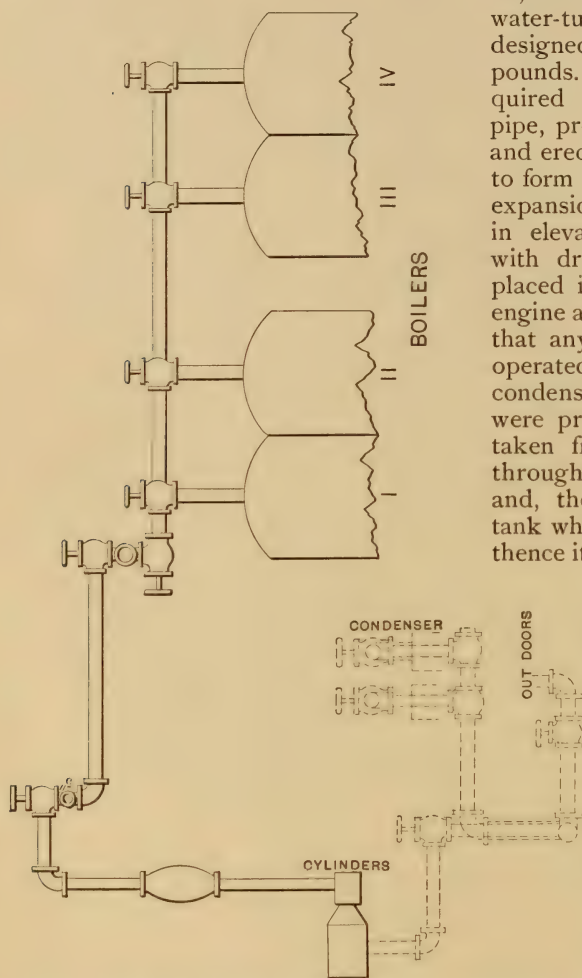 water-tu
designed
pounds.
quired
pipe, pr
and erec
to form
expansio
in eleva
with dr
placed i
engine a
that any
operated
condens
were pr
taken fr
through
and, the
tank wh
thence it
IV
III
BOILERS
II
I
CONDENSER
OUT DOORS
CYLINDERS